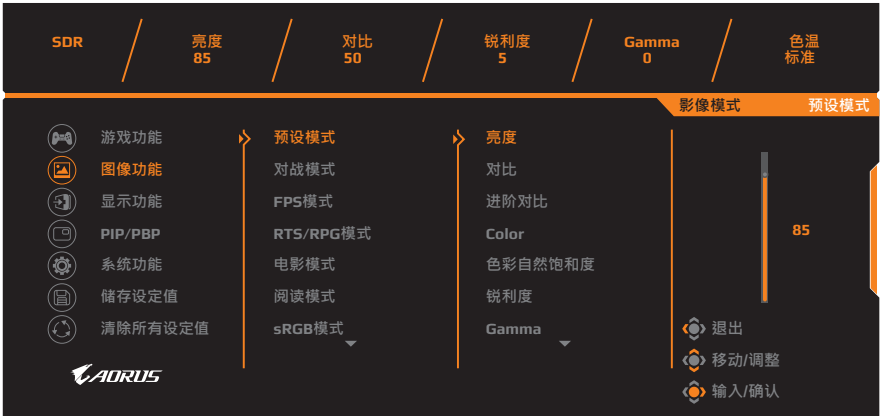 SDR
亮度
85
对比
50
锐利度
5
Gamma
0
色温
标准
影像模式
预设模式
游戏功能
图像功能
显示功能
PIP/PBP
系统功能
储存设定值
清除所有设定值
预设模式
对战模式
FPS模式
RTS/RPG模式
电影模式
阅读模式
sRGB模式
亮度
对比
进阶对比
Color
色彩自然饱和度
锐利度
Gamma
85
退出
移动/调整
输入/确认
AORUS